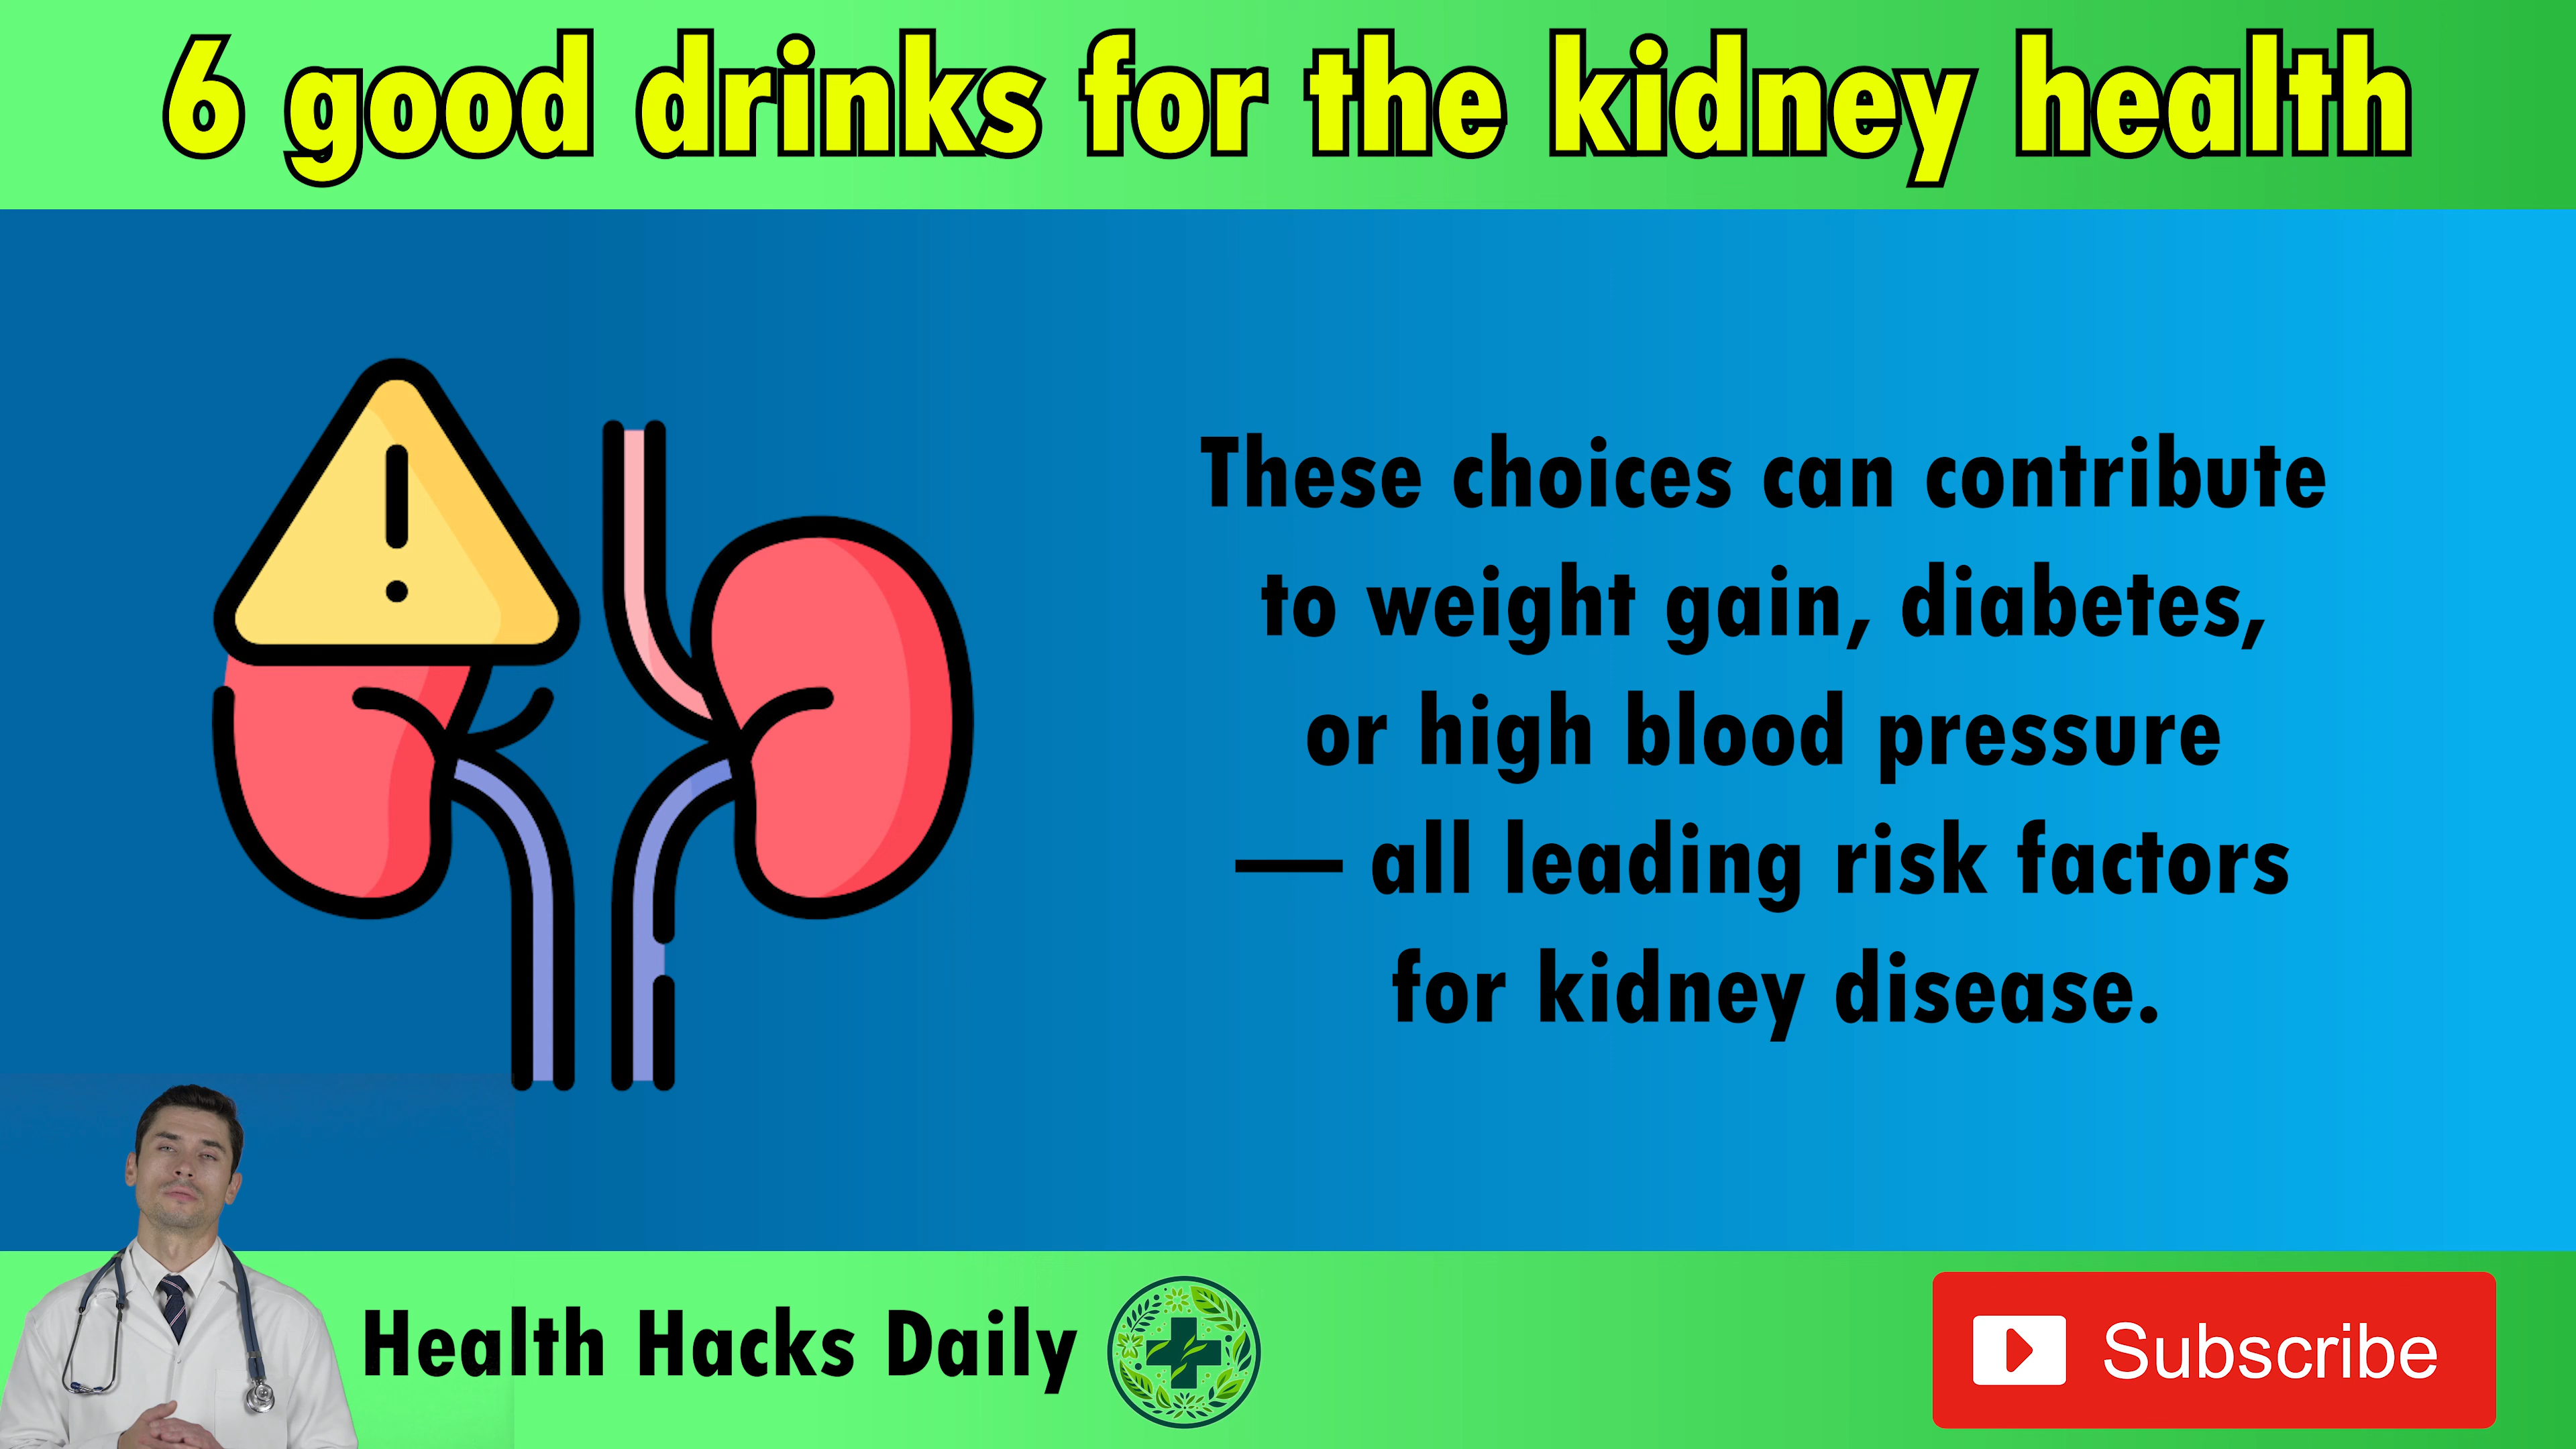 6 good drinks for the kidney health
These choices can contribute
to weight gain, diabetes,
or high blood pressure
— all leading risk factors
for kidney disease.
Health Hacks Daily
Subscribe